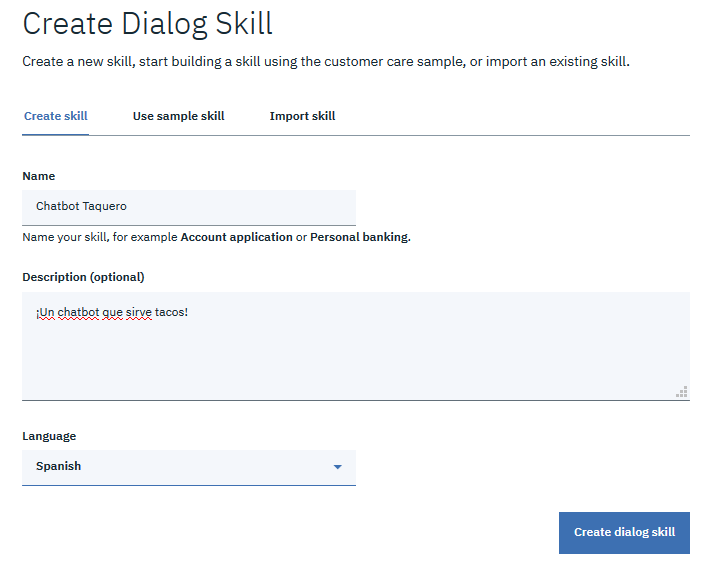 Create Dialog Skill
Create a new skill, start building a skill using the customer care sample, or import an existing skill.
Create skill Use sample skill Import skill
Name
Chatbot Taquero
Name your skill, for example Account application or Personal banking.
Description (optional)
¡Un chatbot que sirve tacos!
Language
Spanish
Create dialog skill